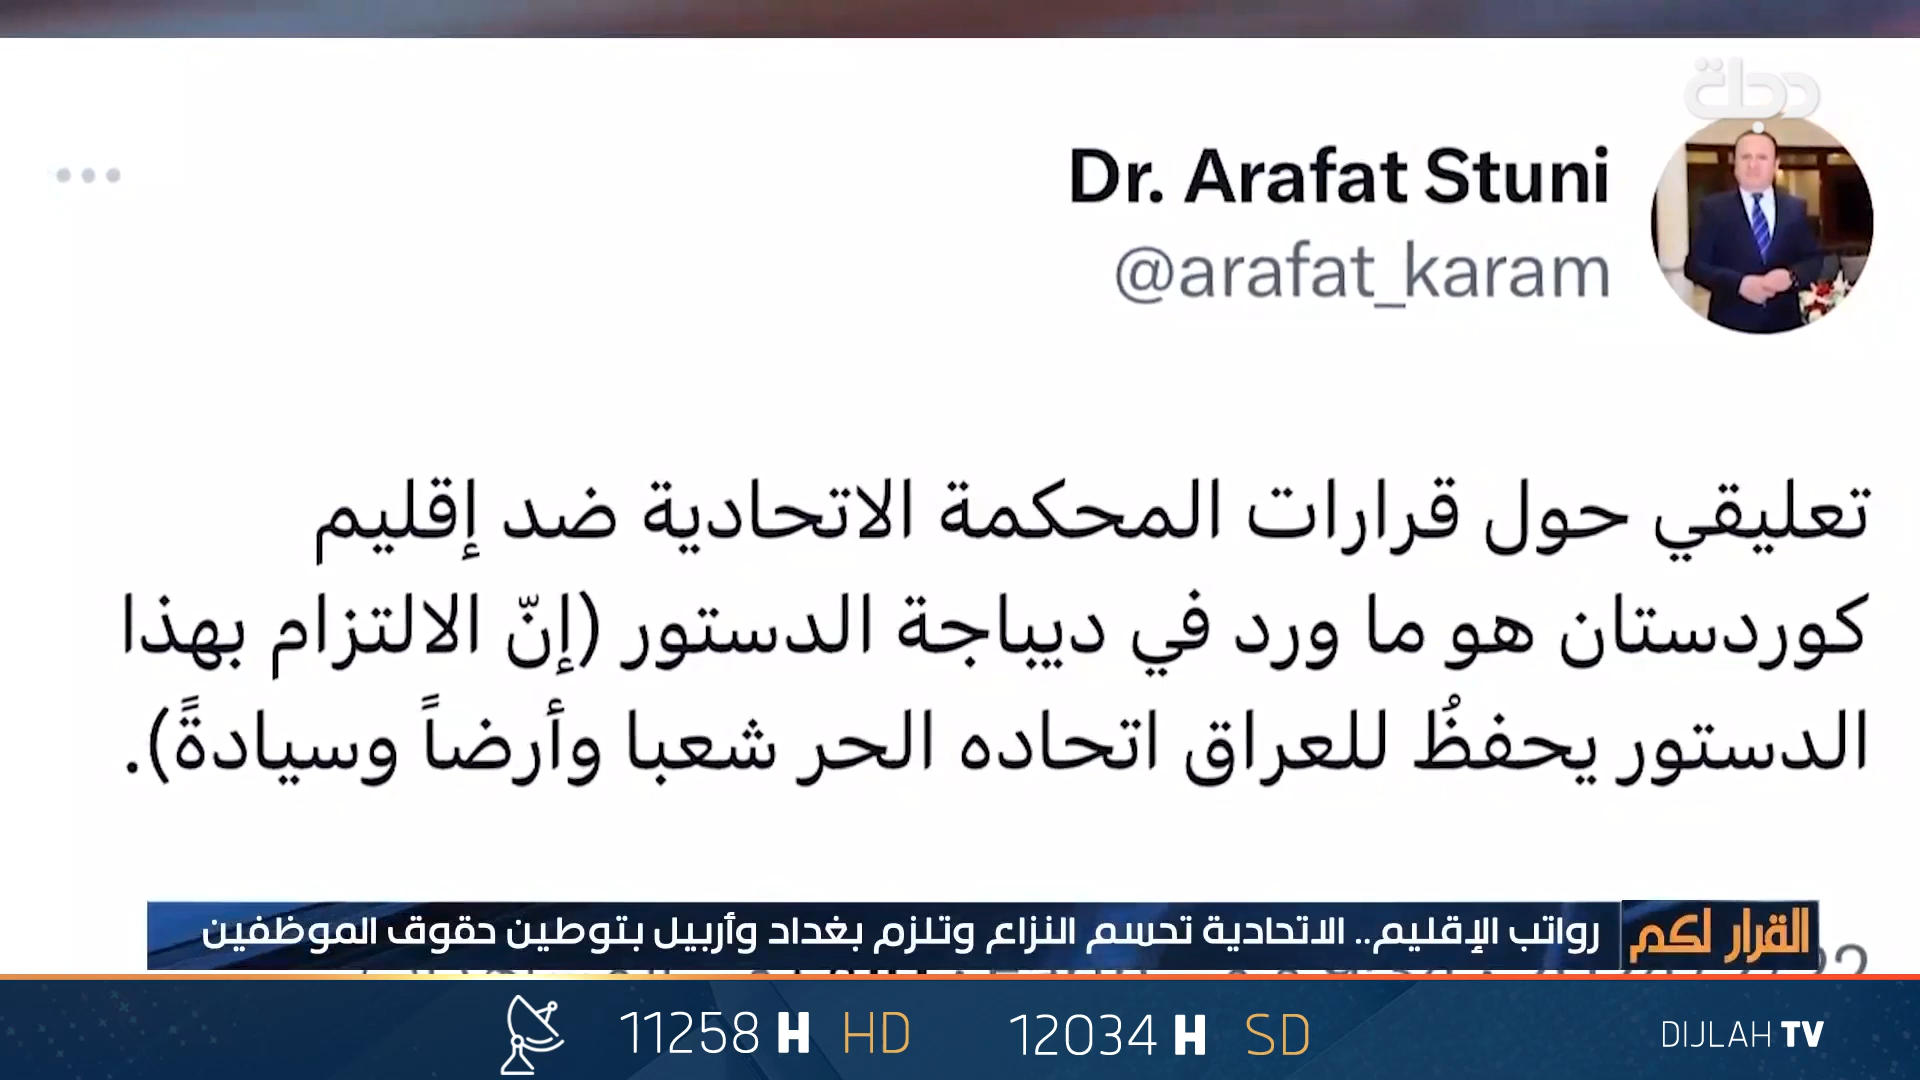 دجلة
Dr. Arafat Stuni
@arafat_karam
تعليقي حول قرارات المحكمة الاتحادية ضد إقليم
كوردستان هو ما ورد في ديباجة الدستور (إنّ الالتزام بهذا
الدستور يحفظُ للعراق اتحاده الحر شعبا وأرضاً وسيادةً).
القرار لكم
رواتب الإقليم.. الاتحادية تحسم النزاع وتلزم بغداد وأربيل بتوطين حقوق الموظفين
11258 H HD 12034 H SD
DIJLAH TV